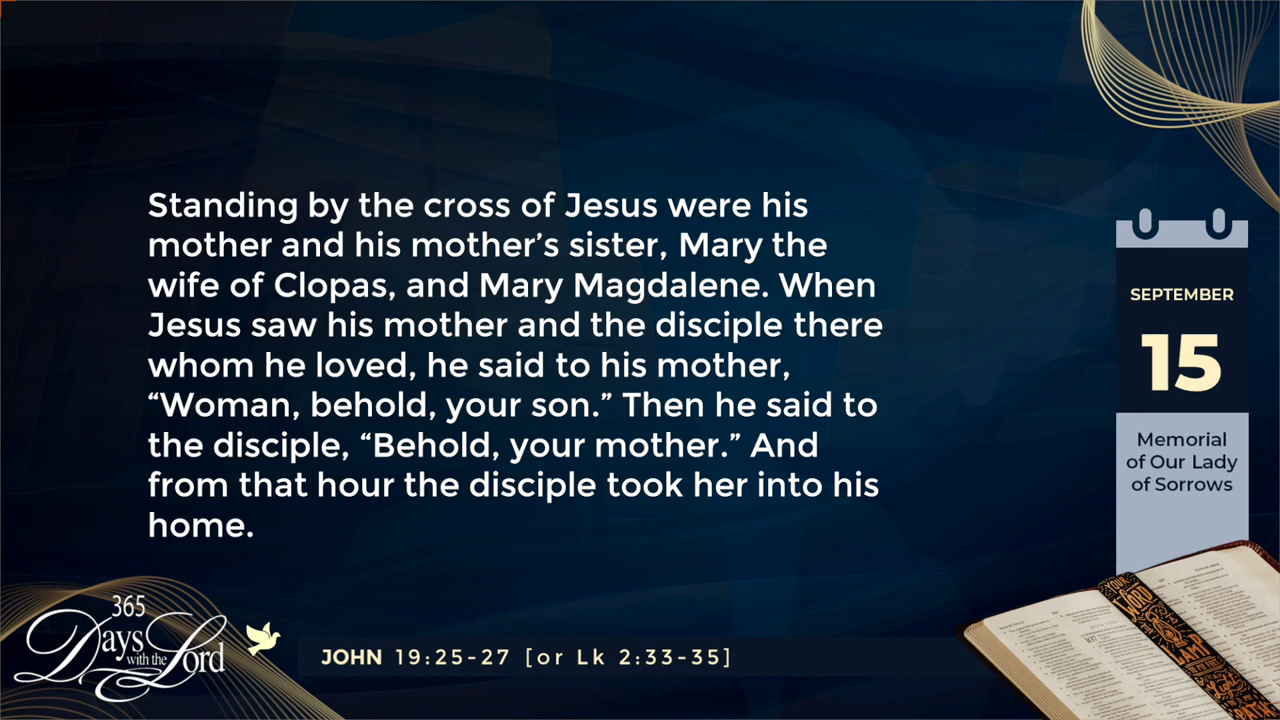 Standing by the cross of Jesus were his
mother and his mother’s sister, Mary the
wife of Clopas, and Mary Magdalene. When
Jesus saw his mother and the disciple there
whom he loved, he said to his mother,
“Woman, behold, your son.” Then he said to
the disciple, “Behold, your mother.” And
from that hour the disciple took her into his
home.
SEPTEMBER
15
Memorial
of Our Lady
of Sorrows
365
Days
with the
Lord
JOHN 19:25-27 [or Lk 2:33-35]
YOUR
WORD
LAMP